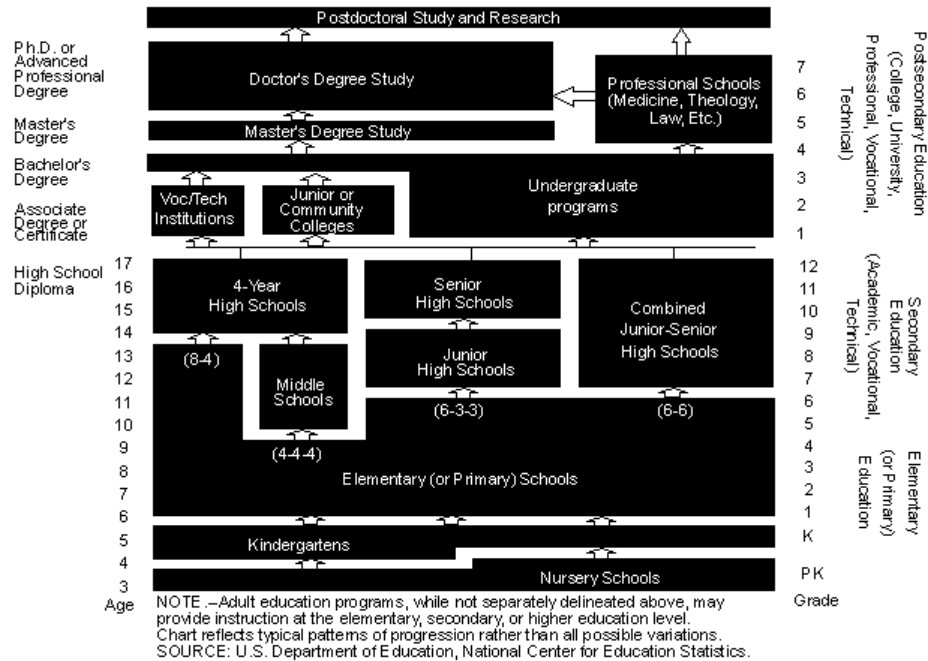 Postdoctoral Study and Research
Ph.D. or
Advanced
Professional
Degree
Doctor's Degree Study
Professional Schools
(Medicine, Theology,
Law, Etc.)
7
6
5
Master's
Degree
Master's Degree Study
4
Bachelor's
Degree
3
Undergraduate
programs
Voc/Tech
Institutions
Junior or
Community
Colleges
2
Associate
Degree or
Certificate
1
Postsecondary Education
(College, University,
Professional, Vocational,
Technical)
High School
Diploma
17
16
15
14
13
12
11
10
9
8
7
6
5
4
3
Age
4-Year
High Schools
Senior
High Schools
Combined
Junior-Senior
High Schools
Junior
High Schools
(8-4)
Middle
Schools
(6-3-3)
(6-6)
(4-4-4)
Elementary (or Primary) Schools
Kindergartens
Nursery Schools
12
11
10
9
8
7
6
5
4
3
2
1
K
PK
Grade
Secondary
Education
(Academic, Vocational,
Technical)
Elementary
(or Primary)
Education
NOTE.–Adult education programs, while not separately delineated above, may
provide instruction at the elementary, secondary, or higher education level.
Chart reflects typical patterns of progression rather than all possible variations.
SOURCE: U.S. Department of Education, National Center for Education Statistics.